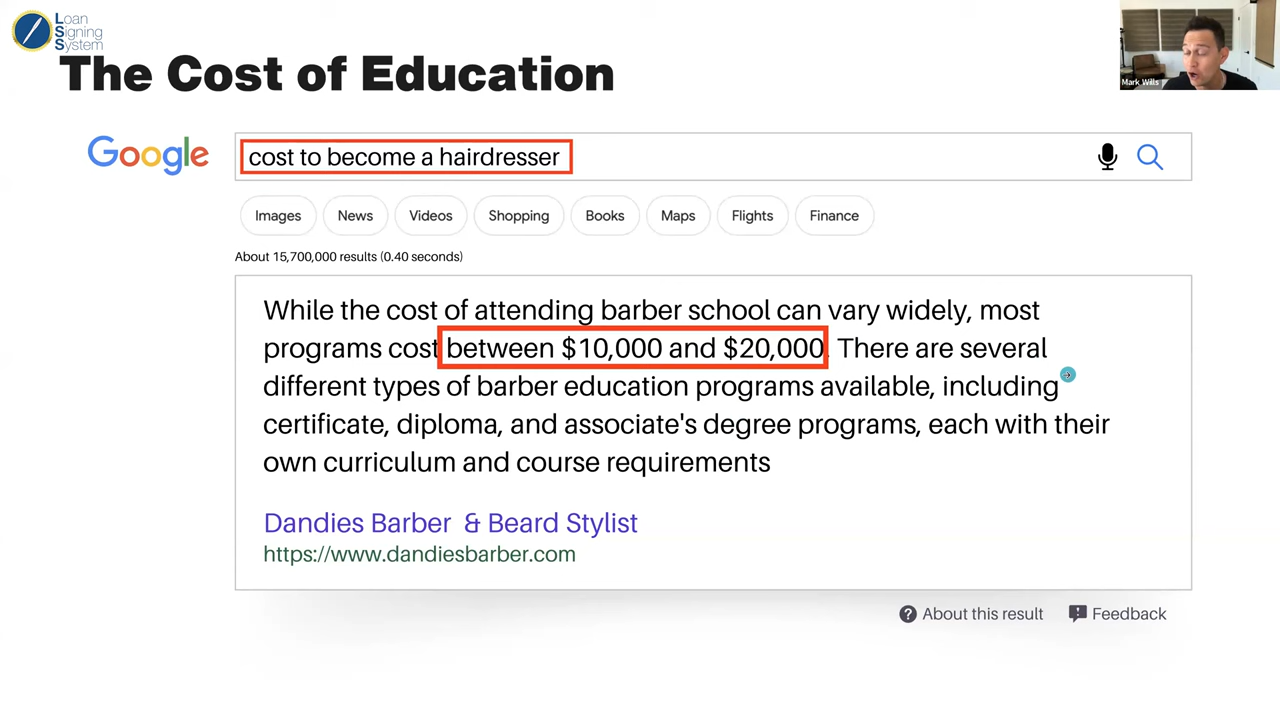 Loan
Signing
System
Mark Wills
The Cost of Education
Google
cost to become a hairdresser
Images News Videos Shopping Books Maps Flights Finance
About 15,700,000 results (0.40 seconds)
While the cost of attending barber school can vary widely, most
programs cost between $10,000 and $20,000. There are several
different types of barber education programs available, including
certificate, diploma, and associate's degree programs, each with their
own curriculum and course requirements
Dandies Barber & Beard Stylist
https://www.dandiesbarber.com
About this result Feedback